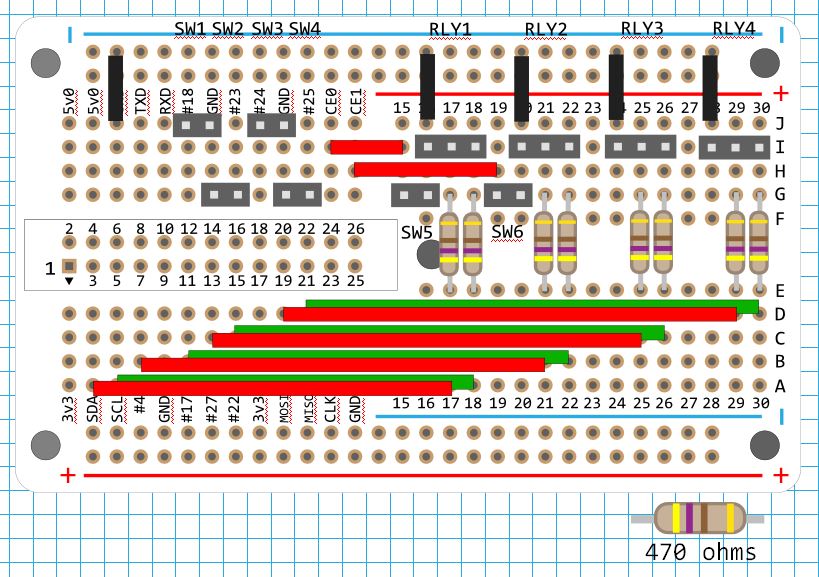 SW1 SW2 SW3 SW4 RLY1 RLY2 RLY3 RLY4
5v0 5v0 TXD RXD #18 GND #23 #24 GND #25 CE0 CE1
15 17 18 19 21 22 23 25 26 27 29 30
J
I
H
G
F
SW5 SW6
2 4 6 8 10 12 14 16 18 20 22 24 26
1
3 5 7 9 11 13 15 17 19 21 23 25
E
D
C
B
A
3v3 SDA SCL #4 GND #17 #27 #22 3v3 MOSI MISO CLK GND
15 16 17 18 19 20 21 22 23 24 25 26 27 28 29 30
470 ohms